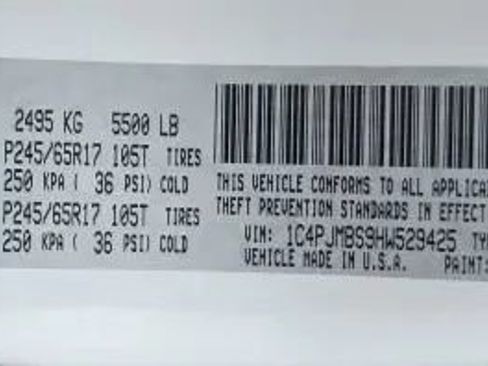 2495 KG 5500 LB
P245/65R17 105T TIRES
250 KPA ( 36 PSI) COLD
P245/65R17 105T TIRES
250 KPA ( 36 PSI) COLD
THIS VEHICLE CONFORMS TO ALL APPLICA
THEFT PREVENTION STANDARDS IN EFFECT
VIN: 1C4PJMBS9HW529425 TY
VEHICLE MADE IN U.S.A. PAINT: